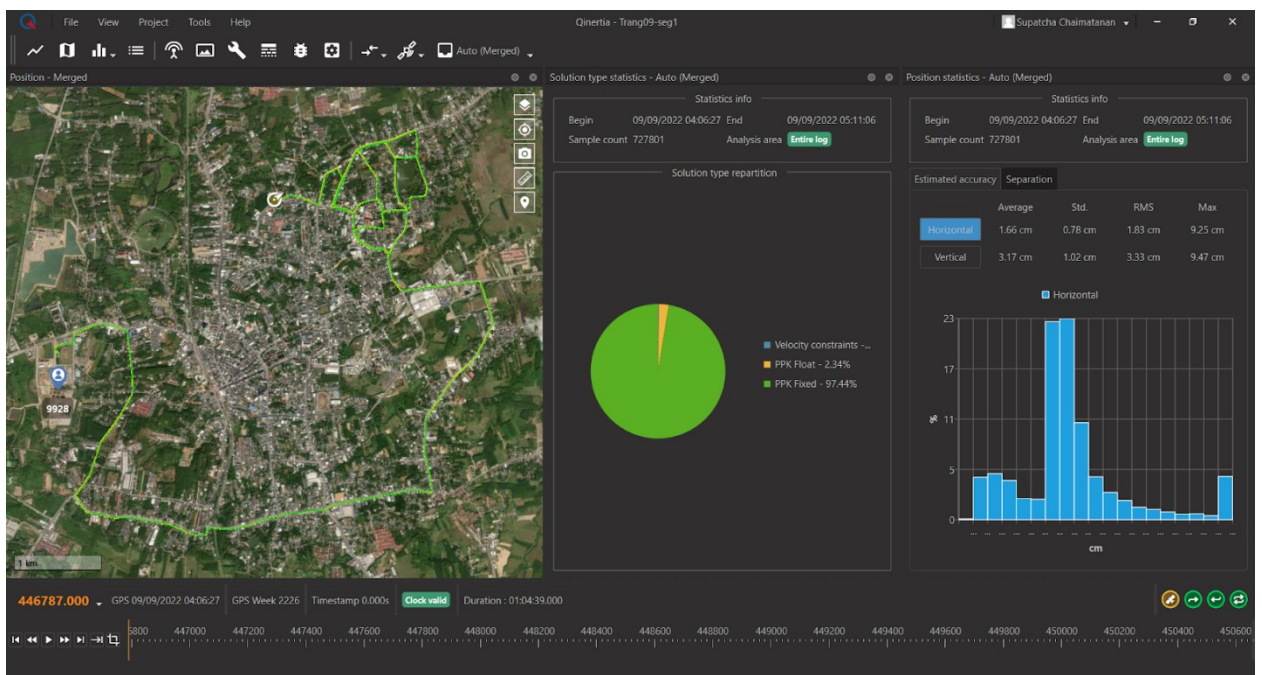 File View Project Tools Help
Qinertia - Trang09-seg1
Supatcha Chaimatanan
Auto (Merged)
Position - Merged
9928
1 km
Solution type statistics - Auto (Merged)
Statistics info
Begin 09/09/2022 04:06:27 End 09/09/2022 05:11:06
Sample count 727801 Analysis area Entire log
Solution type repartition
Velocity constraints -...
PPK Float - 2.34%
PPK Fixed - 97.44%
Position statistics - Auto (Merged)
Statistics info
Begin 09/09/2022 04:06:27 End 09/09/2022 05:11:06
Sample count 727801 Analysis area Entire log
Estimated accuracy Separation
Average Std. RMS Max
Horizontal 1.66 cm 0.78 cm 1.83 cm 9.25 cm
Vertical 3.17 cm 1.02 cm 3.33 cm 9.47 cm
Horizontal
23
17
%
11
5
0
... ... ... ... ... ... ... ... ... ... ... ... ... ... ... ... ... ...
cm
446787.000 GPS 09/09/2022 04:06:27 GPS Week 2226 Timestamp 0.000s Clock valid Duration : 01:04:39.000
5800 447000 447200 447400 447600 447800 448000 448200 448400 448600 448800 449000 449200 449400 449600 449800 450000 450200 450400 450600